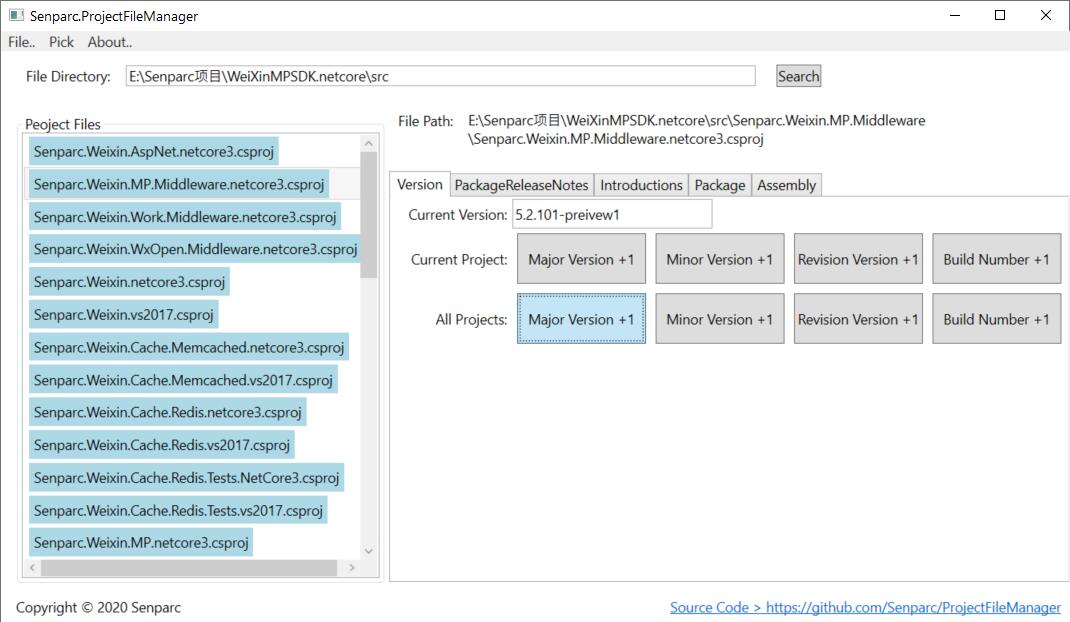 Senparc.ProjectFileManager
File.. Pick About..
File Directory: E:\Senparc项目\WeiXinMPSDK.netcore\src Search
Peoject Files
Senparc.Weixin.AspNet.netcore3.csproj
Senparc.Weixin.MP.Middleware.netcore3.csproj
Senparc.Weixin.Work.Middleware.netcore3.csproj
Senparc.Weixin.WxOpen.Middleware.netcore3.csproj
Senparc.Weixin.netcore3.csproj
Senparc.Weixin.vs2017.csproj
Senparc.Weixin.Cache.Memcached.netcore3.csproj
Senparc.Weixin.Cache.Memcached.vs2017.csproj
Senparc.Weixin.Cache.Redis.netcore3.csproj
Senparc.Weixin.Cache.Redis.vs2017.csproj
Senparc.Weixin.Cache.Redis.Tests.NetCore3.csproj
Senparc.Weixin.Cache.Redis.Tests.vs2017.csproj
Senparc.Weixin.MP.netcore3.csproj
File Path: E:\Senparc项目\WeiXinMPSDK.netcore\src\Senparc.Weixin.MP.Middleware
\Senparc.Weixin.MP.Middleware.netcore3.csproj
Version PackageReleaseNotes Introductions Package Assembly
Current Version: 5.2.101-preivew1
Current Project: Major Version +1 Minor Version +1 Revision Version +1 Build Number +1
All Projects: Major Version +1 Minor Version +1 Revision Version +1 Build Number +1
Copyright © 2020 Senparc
Source Code > https://github.com/Senparc/ProjectFileManager